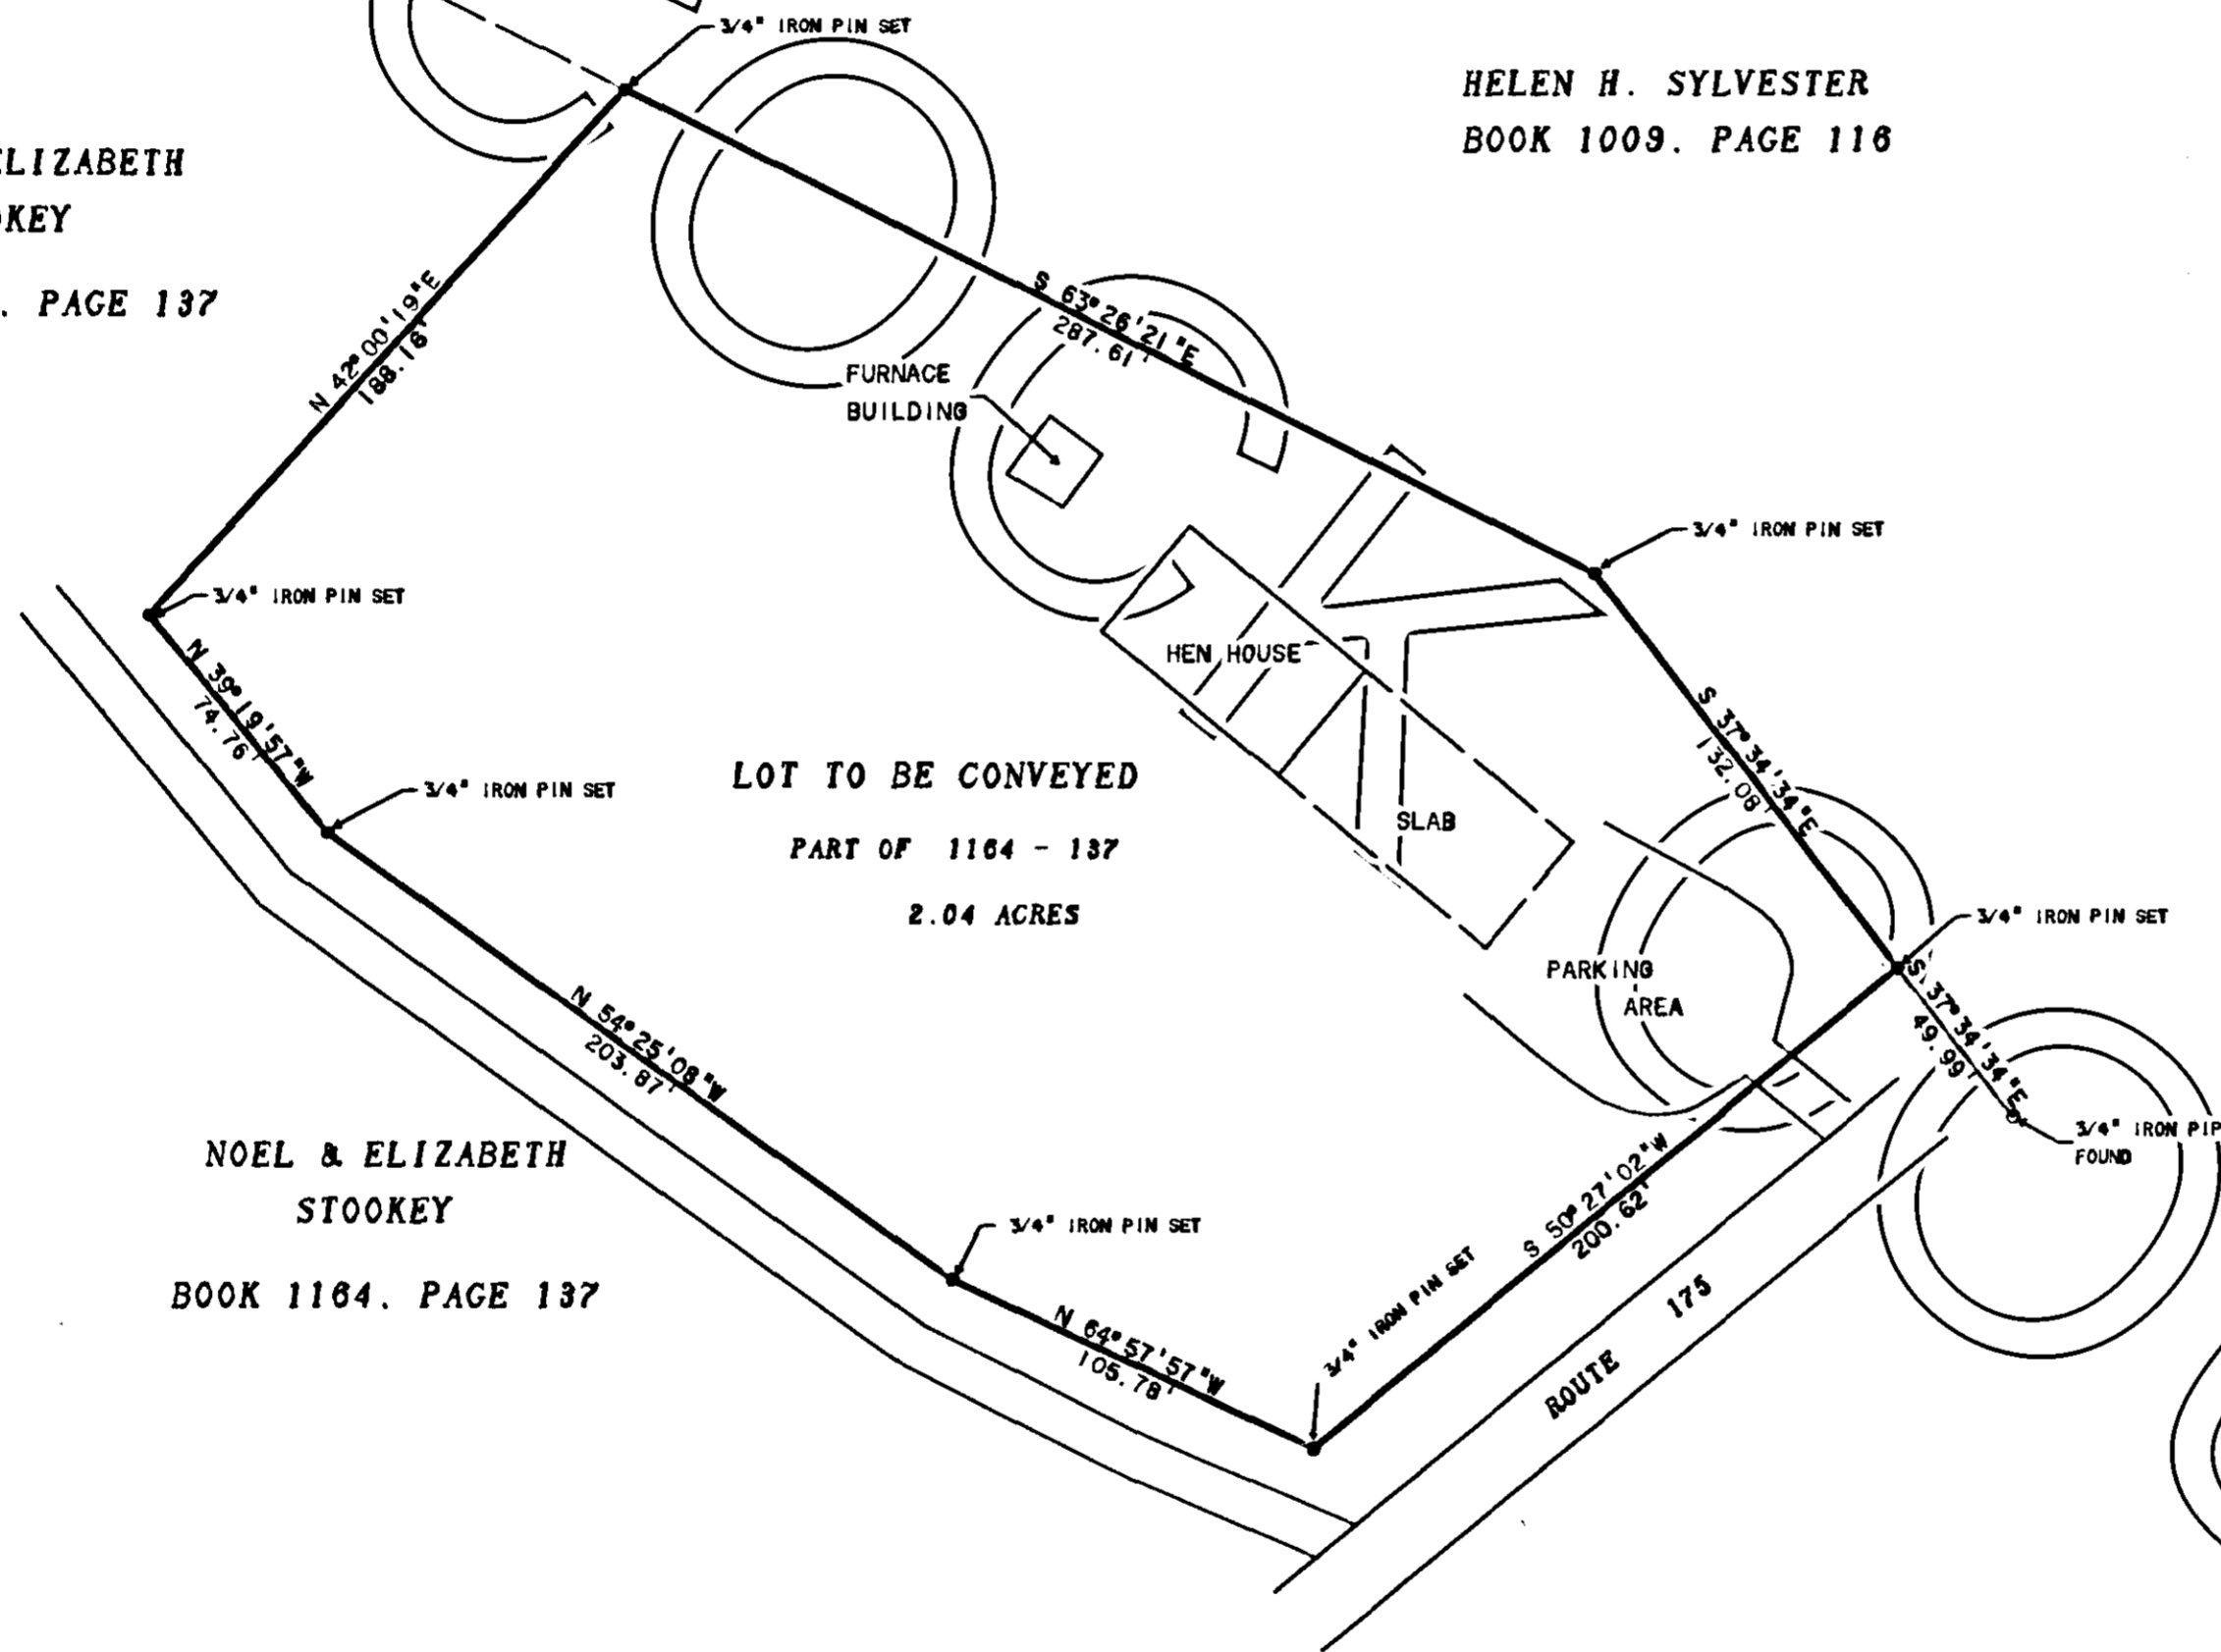 3/4" IRON PIN SET
HELEN H. SYLVESTER
BOOK 1009. PAGE 116
PAGE 137
N 42°00'19"E
188.16'
S 63°26'21"E
287.61'
FURNACE
BUILDING
3/4" IRON PIN SET
3/4" IRON PIN SET
HEN HOUSE
N 39°19'57"W
74.76'
S 37°34'34"E
132.08'
3/4" IRON PIN SET
LOT TO BE CONVEYED
PART OF 1164 - 137
2.04 ACRES
SLAB
3/4" IRON PIN SET
PARKING
AREA
S 37°34'34"E
49.99'
N 54°25'08"W
203.87'
3/4" IRON PIP
FOUND
NOEL & ELIZABETH
STOOKEY
BOOK 1164. PAGE 137
3/4" IRON PIN SET
S 50°27'02"W
200.62'
3/4" IRON PIN SET
N 64°57'57"W
105.78'
ROUTE 175